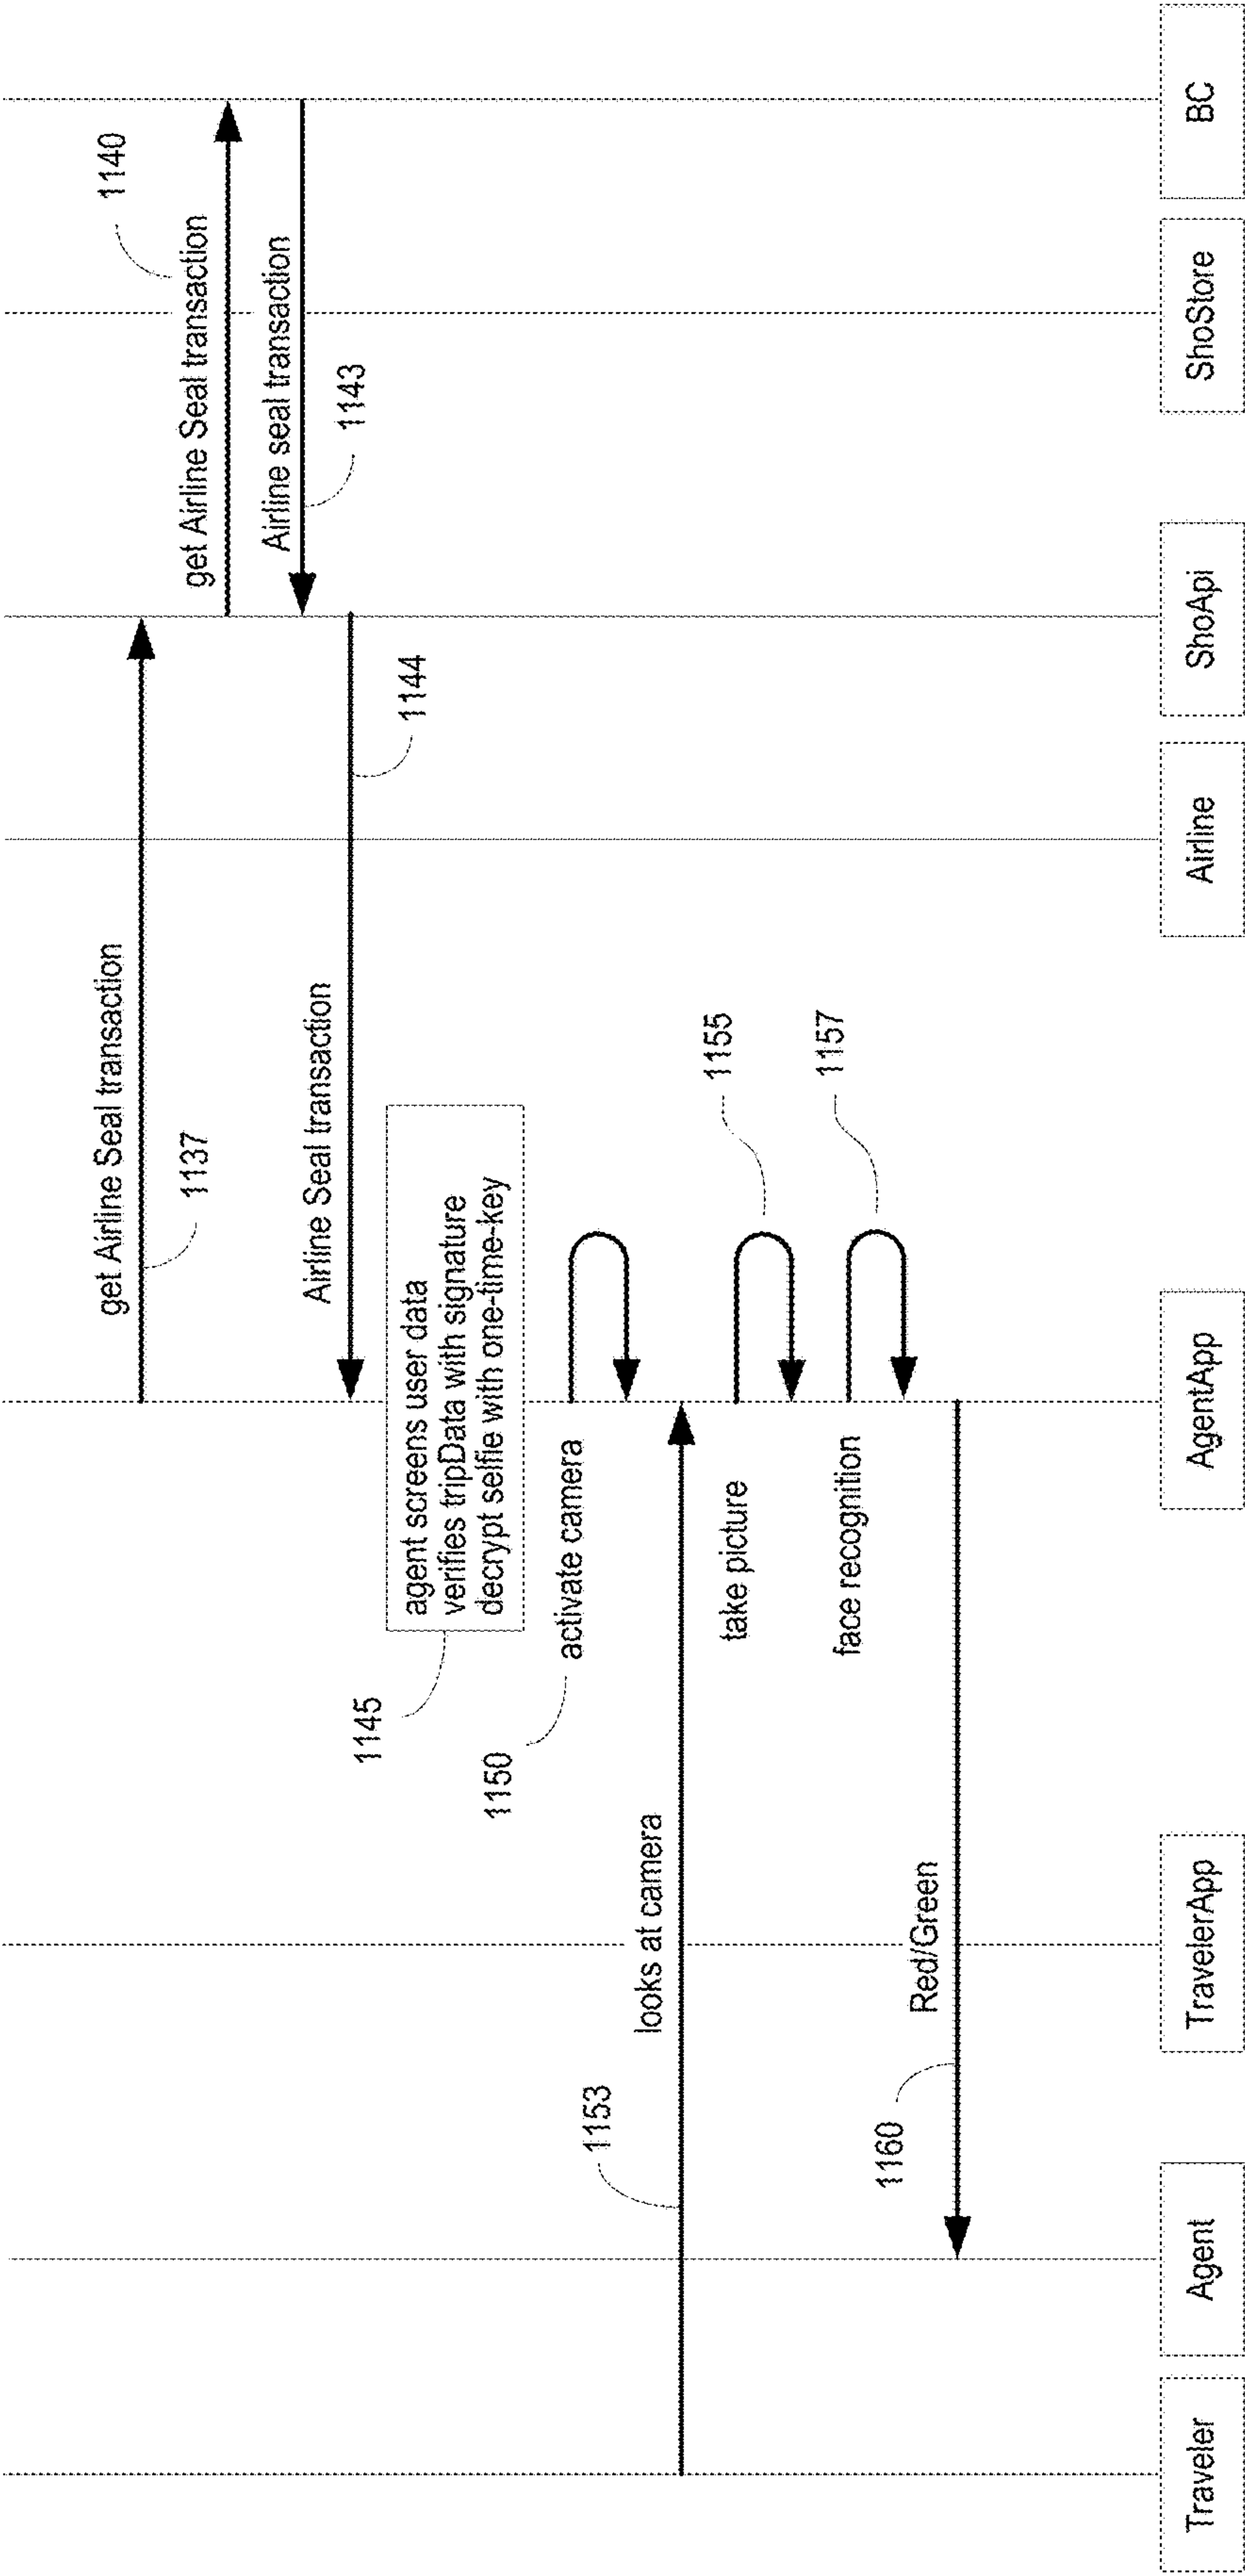 get Airline Seal transaction
1137
get Airline Seal transaction
1140
Airline seal transaction
1143
Airline Seal transaction
1144
agent screens user data
verifies tripData with signature
decrypt selfie with one-time-key
1145
activate camera
1150
looks at camera
1153
take picture
1155
face recognition
1157
Red/Green
1160
Traveler
Agent
TravelerApp
AgentApp
Airline
ShoApi
ShoStore
BC